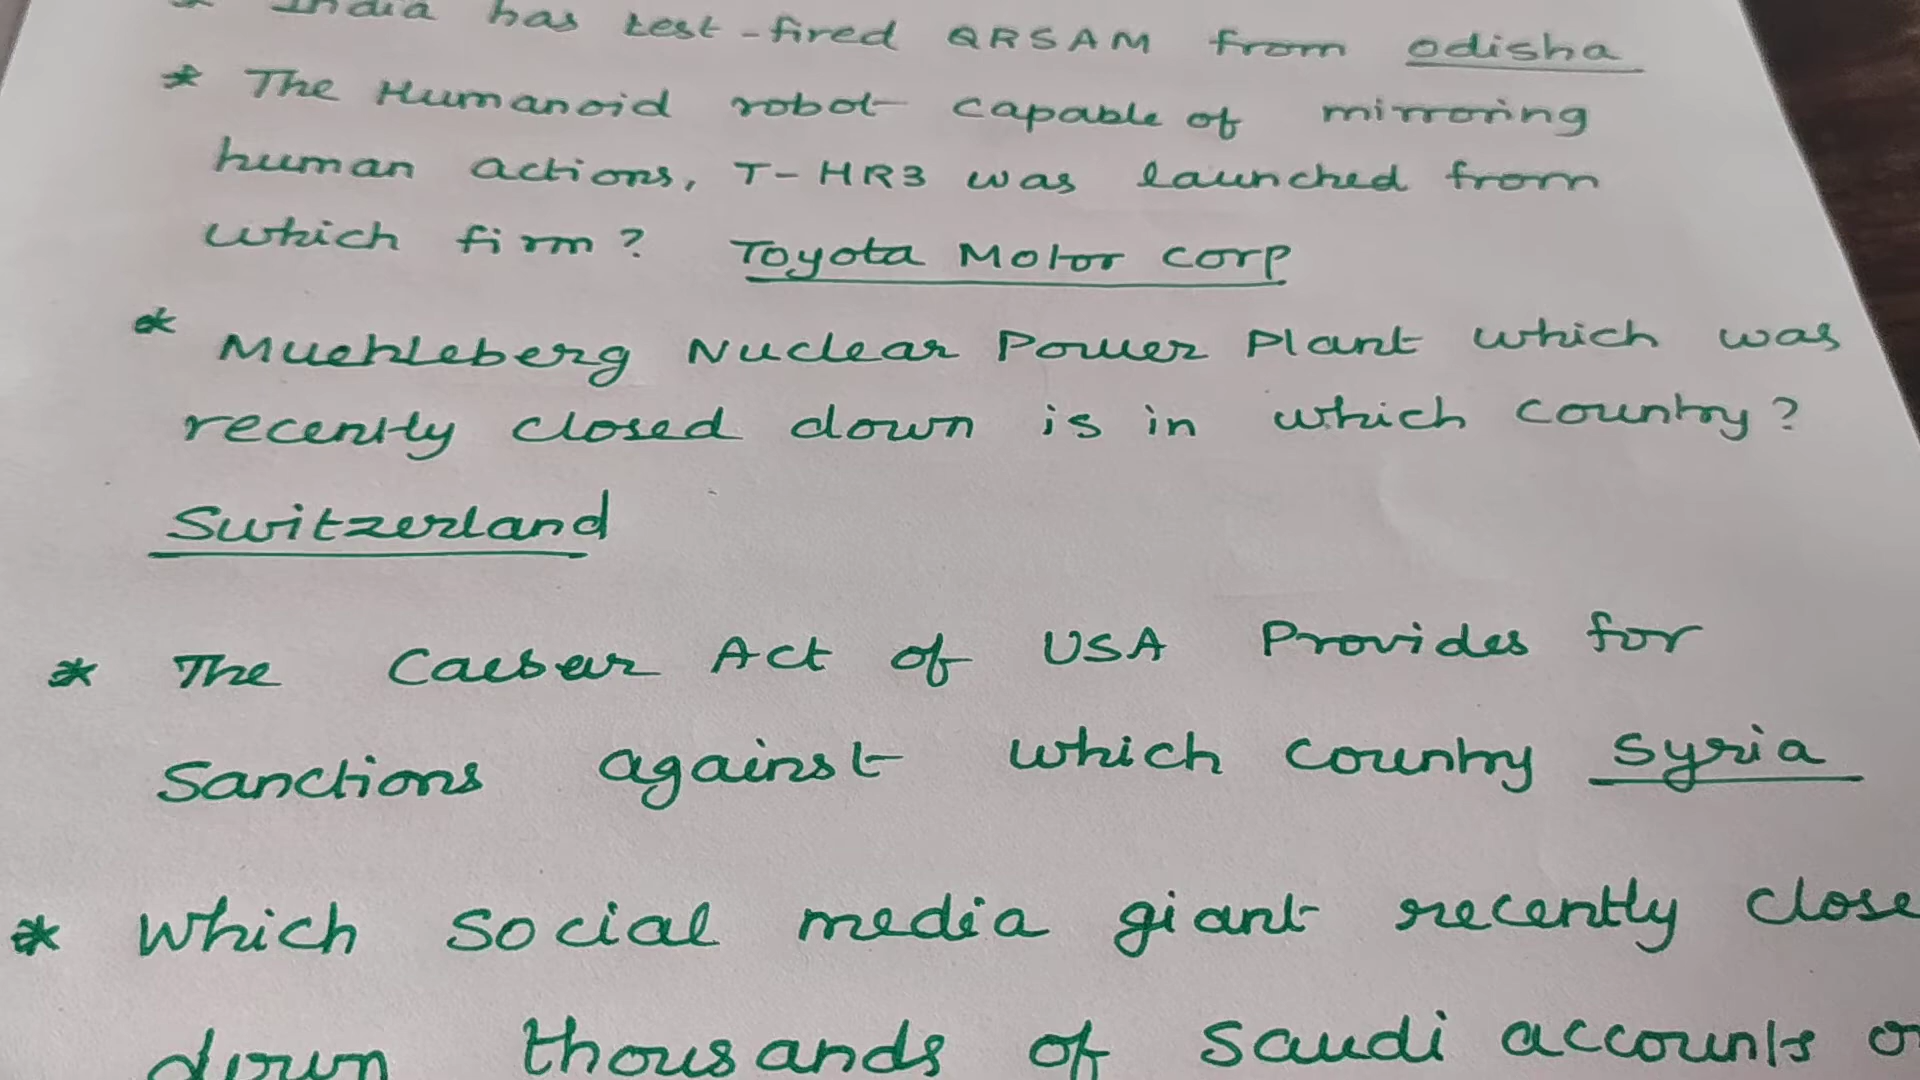 * India has test-fired QRSAM from odisha
* The Humanoid robot capable of mirroring
human actions, T-HR3 was launched from
which firm? Toyota Motor corp
* Muehleberg Nuclear Power Plant which was
recently closed down is in which country?
Switzerland
* The Caesar Act of USA Provides for
Sanctions against which country Syria
* Which social media giant recently close
down thousands of Saudi accounts